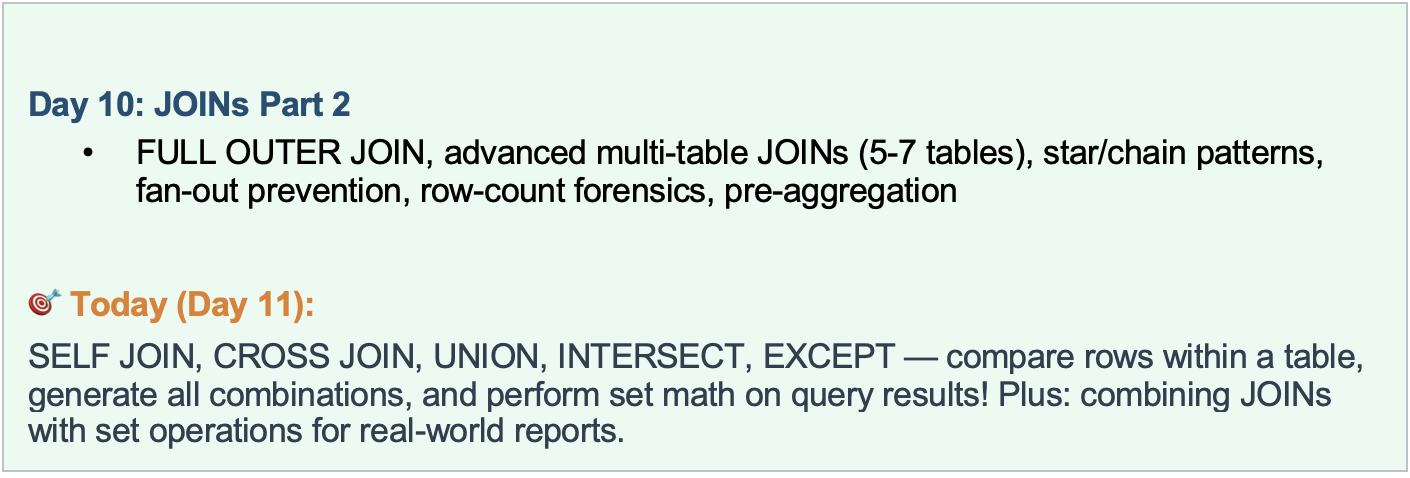 Day 10: JOINs Part 2
• FULL OUTER JOIN, advanced multi-table JOINs (5-7 tables), star/chain patterns,
fan-out prevention, row-count forensics, pre-aggregation
🎯 Today (Day 11):
SELF JOIN, CROSS JOIN, UNION, INTERSECT, EXCEPT — compare rows within a table,
generate all combinations, and perform set math on query results! Plus: combining JOINs
with set operations for real-world reports.